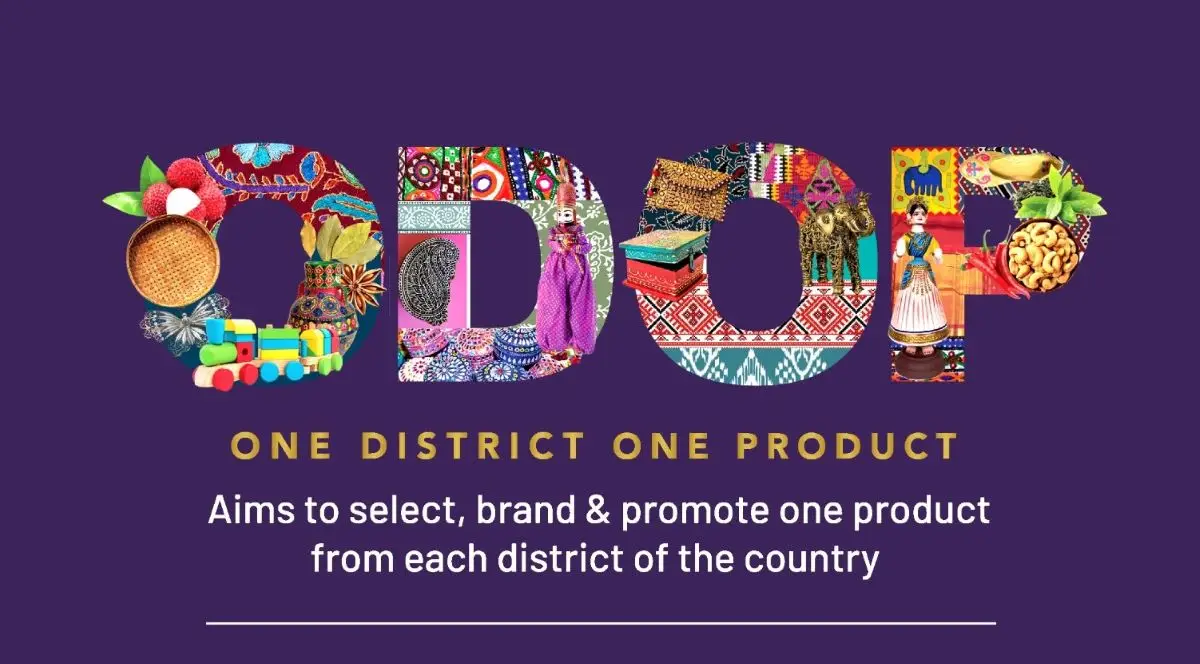 ODOP
ONE DISTRICT ONE PRODUCT
Aims to select, brand & promote one product
from each district of the country